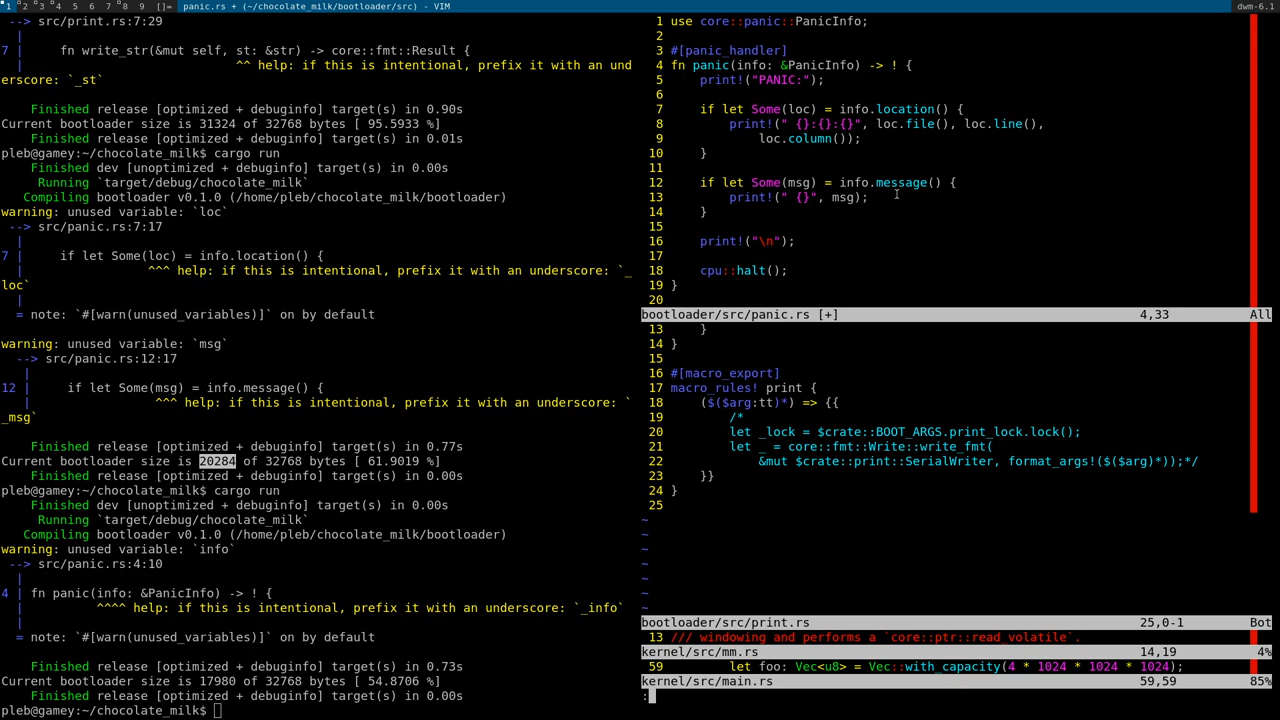 1 2 3 4 5 6 7 8 9 []= panic.rs + (~/chocolate_milk/bootloader/src) - VIM dwm-6.1
--> src/print.rs:7:29
|
7 | fn write_str(&mut self, st: &str) -> core::fmt::Result {
| ^^ help: if this is intentional, prefix it with an und
erscore: `_st`
Finished release [optimized + debuginfo] target(s) in 0.90s
Current bootloader size is 31324 of 32768 bytes [ 95.5933 %]
Finished release [optimized + debuginfo] target(s) in 0.01s
pleb@gamey:~/chocolate_milk$ cargo run
Finished dev [unoptimized + debuginfo] target(s) in 0.00s
Running `target/debug/chocolate_milk`
Compiling bootloader v0.1.0 (/home/pleb/chocolate_milk/bootloader)
warning: unused variable: `loc`
--> src/panic.rs:7:17
|
7 | if let Some(loc) = info.location() {
| ^^^ help: if this is intentional, prefix it with an underscore: `_
loc`
|
= note: `#[warn(unused_variables)]` on by default
warning: unused variable: `msg`
--> src/panic.rs:12:17
|
12 | if let Some(msg) = info.message() {
| ^^^ help: if this is intentional, prefix it with an underscore: `
_msg`
Finished release [optimized + debuginfo] target(s) in 0.77s
Current bootloader size is 20284 of 32768 bytes [ 61.9019 %]
Finished release [optimized + debuginfo] target(s) in 0.00s
pleb@gamey:~/chocolate_milk$ cargo run
Finished dev [unoptimized + debuginfo] target(s) in 0.00s
Running `target/debug/chocolate_milk`
Compiling bootloader v0.1.0 (/home/pleb/chocolate_milk/bootloader)
warning: unused variable: `info`
--> src/panic.rs:4:10
|
4 | fn panic(info: &PanicInfo) -> ! {
| ^^^^ help: if this is intentional, prefix it with an underscore: `_info`
|
= note: `#[warn(unused_variables)]` on by default
Finished release [optimized + debuginfo] target(s) in 0.73s
Current bootloader size is 17980 of 32768 bytes [ 54.8706 %]
Finished release [optimized + debuginfo] target(s) in 0.00s
pleb@gamey:~/chocolate_milk$
1 use core::panic::PanicInfo;
2
3 #[panic_handler]
4 fn panic(info: &PanicInfo) -> ! {
5 print!("PANIC:");
6
7 if let Some(loc) = info.location() {
8 print!(" {}:{}:{}", loc.file(), loc.line(),
9 loc.column());
10 }
11
12 if let Some(msg) = info.message() {
13 print!(" {}", msg);
14 }
15
16 print!("\n");
17
18 cpu::halt();
19 }
20
bootloader/src/panic.rs [+] 4,33 All
13 }
14 }
15
16 #[macro_export]
17 macro_rules! print {
18 ($($arg:tt)*) => {{
19 /*
20 let _lock = $crate::BOOT_ARGS.print_lock.lock();
21 let _ = core::fmt::Write::write_fmt(
22 &mut $crate::print::SerialWriter, format_args!($($arg)*));*/
23 }}
24 }
25
~
~
~
~
~
~
~
bootloader/src/print.rs 25,0-1 Bot
13 /// windowing and performs a `core::ptr::read_volatile`.
kernel/src/mm.rs 14,19 4%
59 let foo: Vec<u8> = Vec::with_capacity(4 * 1024 * 1024 * 1024);
kernel/src/main.rs 59,59 85%
: